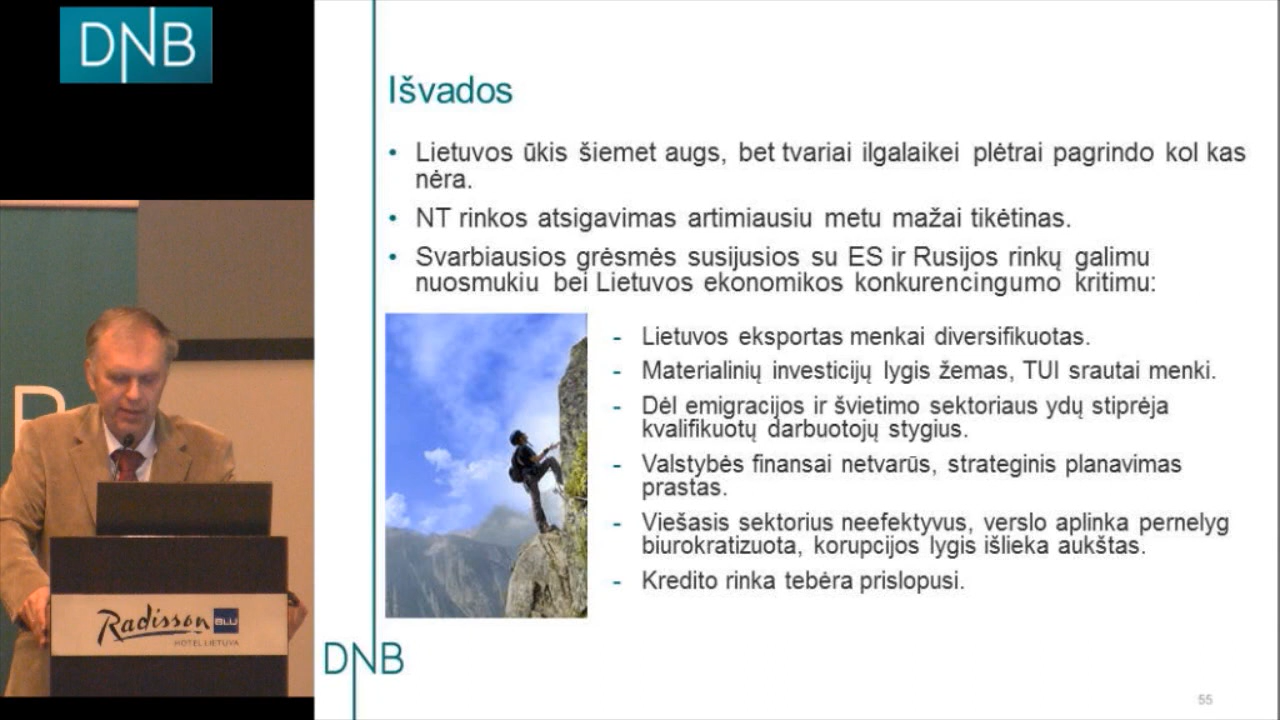 DNB
Išvados
• Lietuvos ūkis šiemet augs, bet tvariai ilgalaikei plėtrai pagrindo kol kas
nėra.
• NT rinkos atsigavimas artimiausiu metu mažai tikėtinas.
• Svarbiausios grėsmės susijusios su ES ir Rusijos rinkų galimu
nuosmukiu bei Lietuvos ekonomikos konkurencingumo kritimu:
- Lietuvos eksportas menkai diversifikuotas.
- Materialinių investicijų lygis žemas, TUI srautai menki.
- Dėl emigracijos ir švietimo sektoriaus ydų stiprėja
kvalifikuotų darbuotojų stygius.
- Valstybės finansai netvarūs, strateginis planavimas
prastas.
- Viešasis sektorius neefektyvus, verslo aplinka pernelyg
biurokratizuota, korupcijos lygis išlieka aukštas.
- Kredito rinka tebėra prislopusi.
Radisson BLU
HOTEL LIETUVA
DNB
55